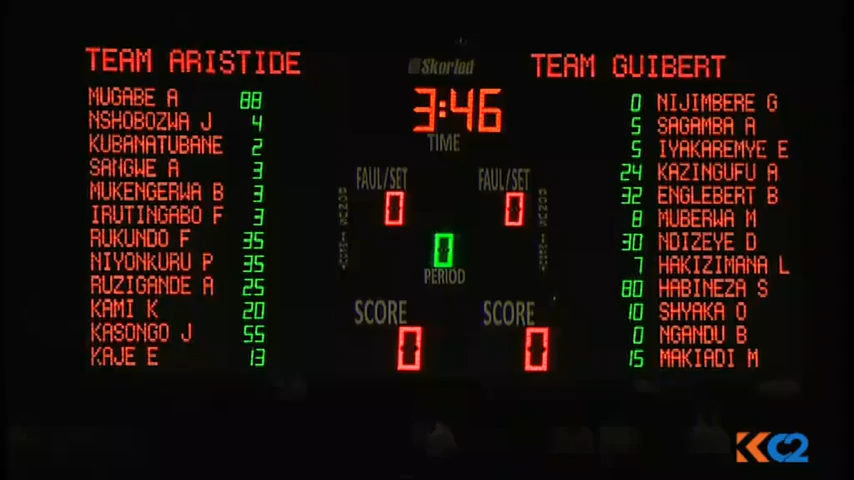 TEAM ARISTIDE
MUGABE A 88
NSHOBOZWA J 4
KUBANATUBANE 2
SANGWE A 3
MUKENGERWA B 3
IRUTINGABO F 3
RUKUNDO F 35
NIYONKURU P 35
RUZIGANDE A 25
KAMI K 20
KASONGO J 55
KAJE E 13
Skorlad
3:46
TIME
FAUL/SET FAUL/SET
0 0
0
PERIOD
SCORE SCORE
0 0
TEAM GUIBERT
0 NIJIMBERE G
5 SAGAMBA A
5 IYAKAREMYE E
24 KAZINGUFU A
32 ENGLEBERT B
8 MUBERWA M
30 NDIZEYE D
7 HAKIZIMANA L
80 HABINEZA S
10 SHYAKA O
0 NGANDU B
15 MAKIADI M
KC2